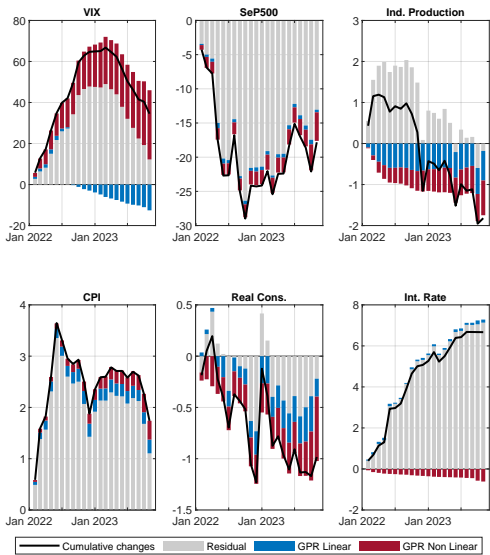 VIX
80
60
40
20
0
-20
Jan 2022 Jan 2023
SeP500
0
-5
-10
-15
-20
-25
-30
Jan 2022 Jan 2023
Ind. Production
3
2
1
0
-1
-2
Jan 2022 Jan 2023
CPI
4
3
2
1
0
Jan 2022 Jan 2023
Real Cons.
0.5
0
-0.5
-1
-1.5
Jan 2022 Jan 2023
Int. Rate
8
6
4
2
0
-2
Jan 2022 Jan 2023
Cumulative changes Residual GPR Linear GPR Non Linear